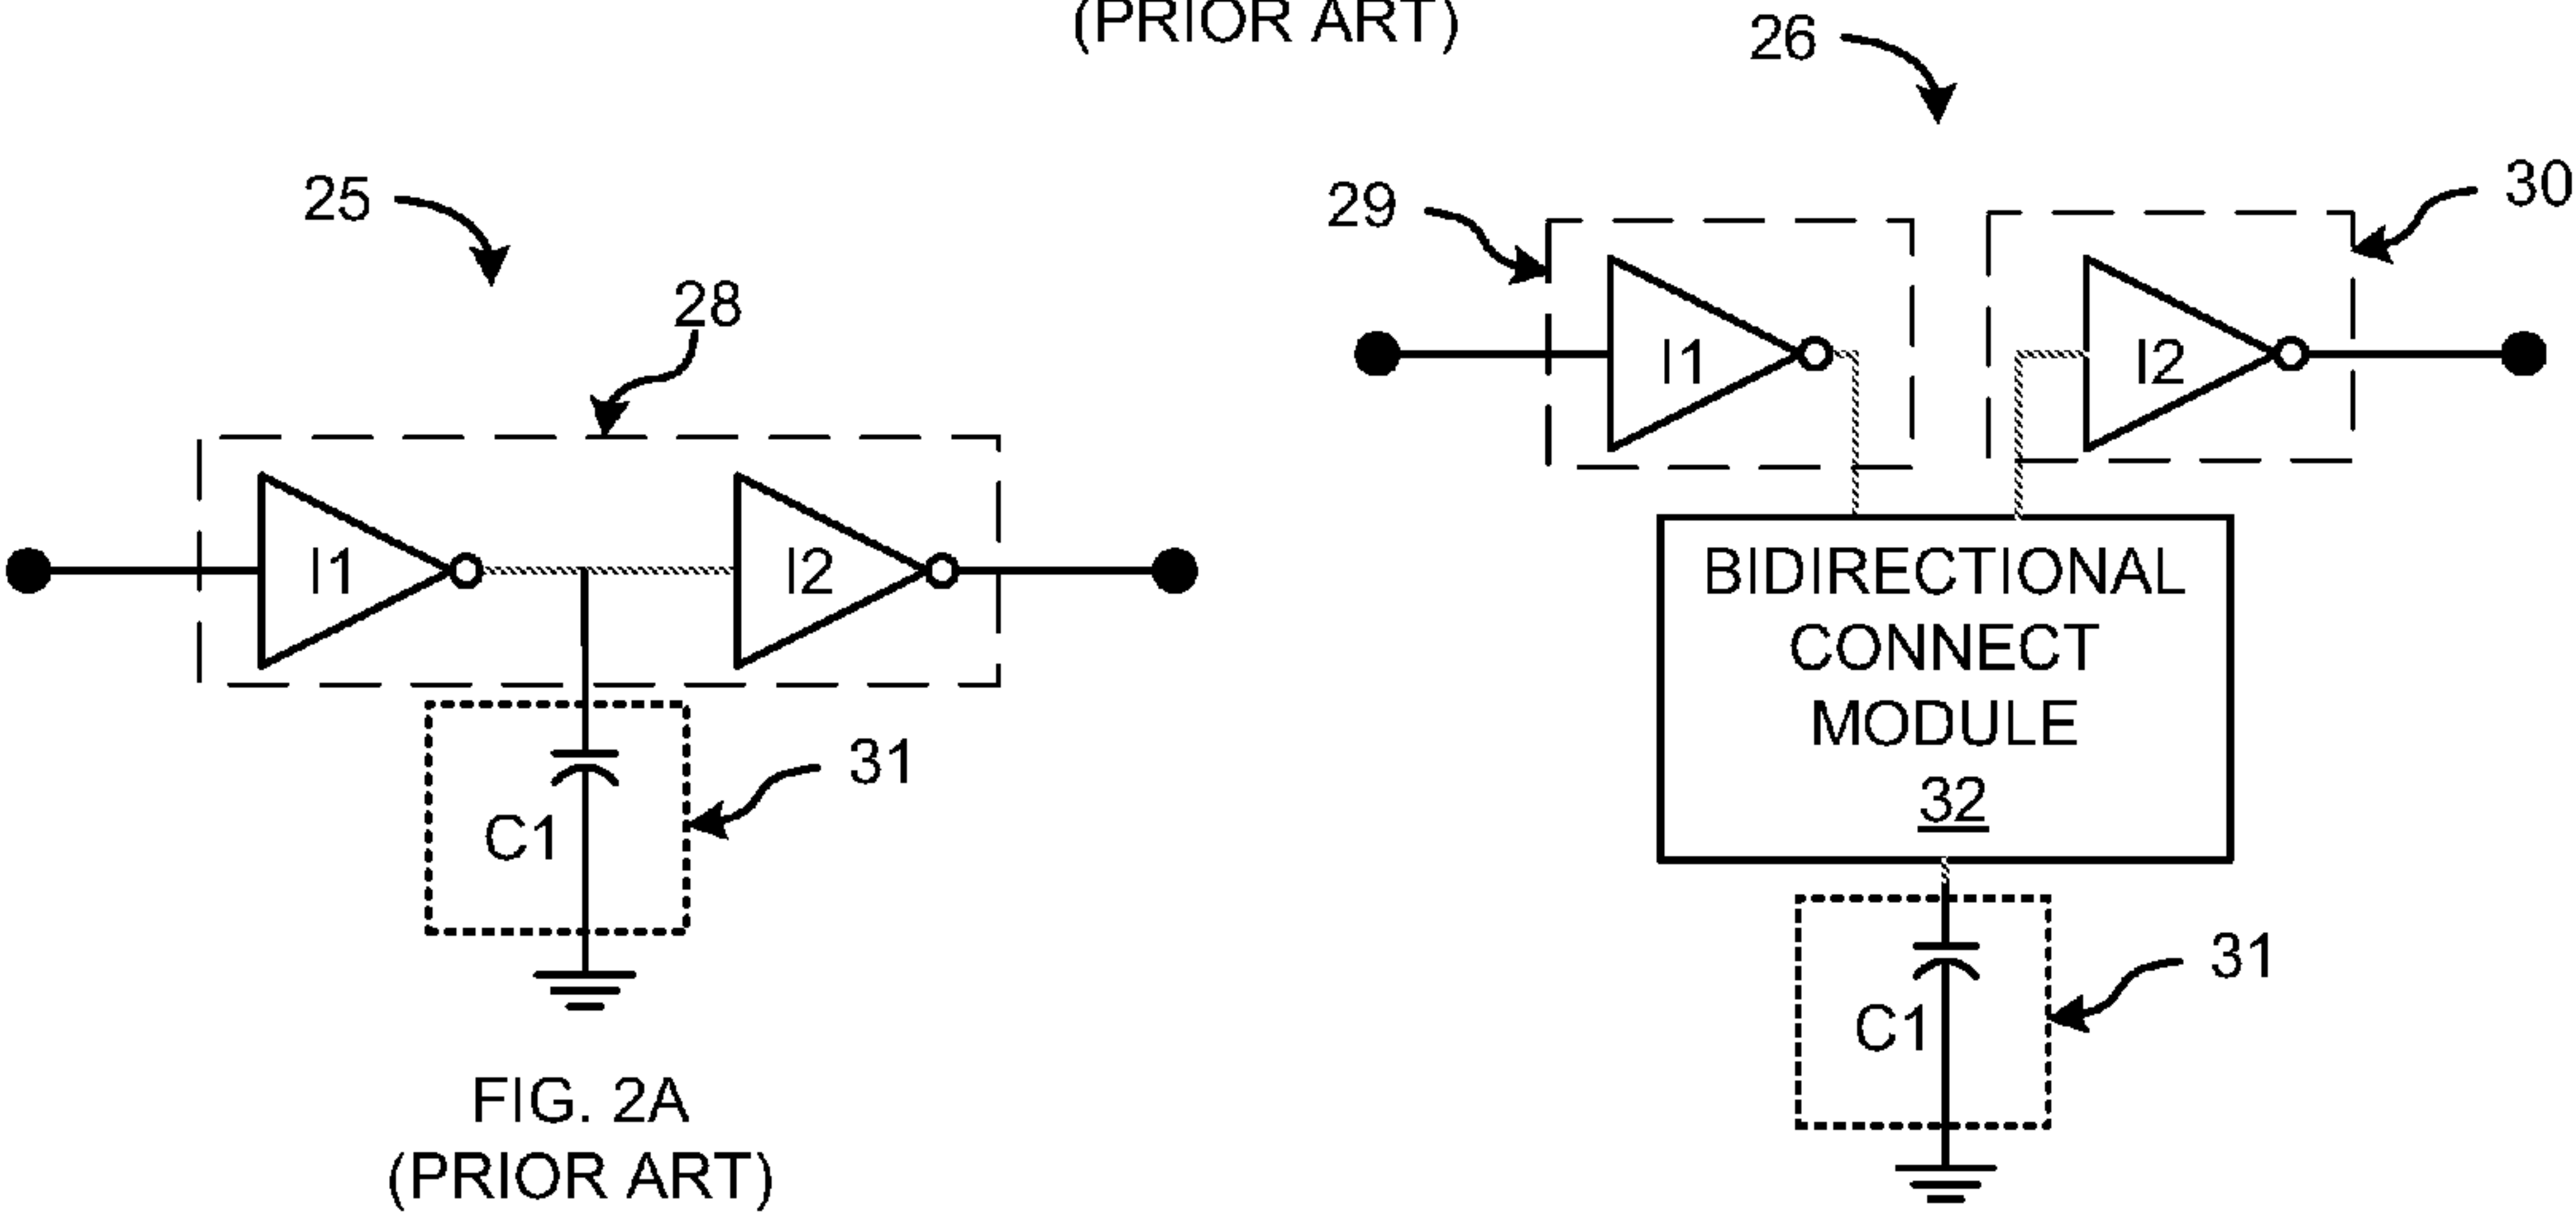 (PRIOR ART)
26
25
29
30
28
I1
I2
I1
I2
BIDIRECTIONAL
CONNECT
MODULE
32
31
C1
31
C1
FIG. 2A
(PRIOR ART)